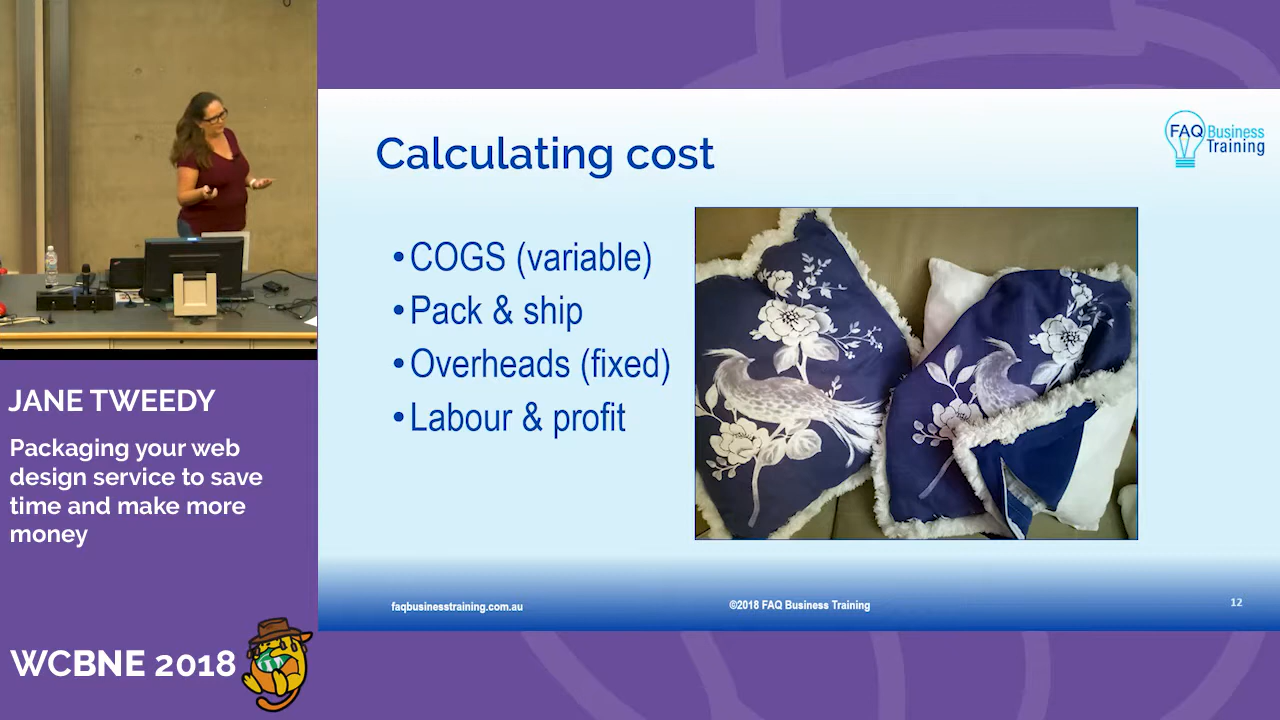 Calculating cost
FAQ Business
Training
•COGS (variable)
•Pack & ship
•Overheads (fixed)
•Labour & profit
faqbusinesstraining.com.au
©2018 FAQ Business Training
12
JANE TWEEDY
Packaging your web
design service to save
time and make more
money
WCBNE 2018